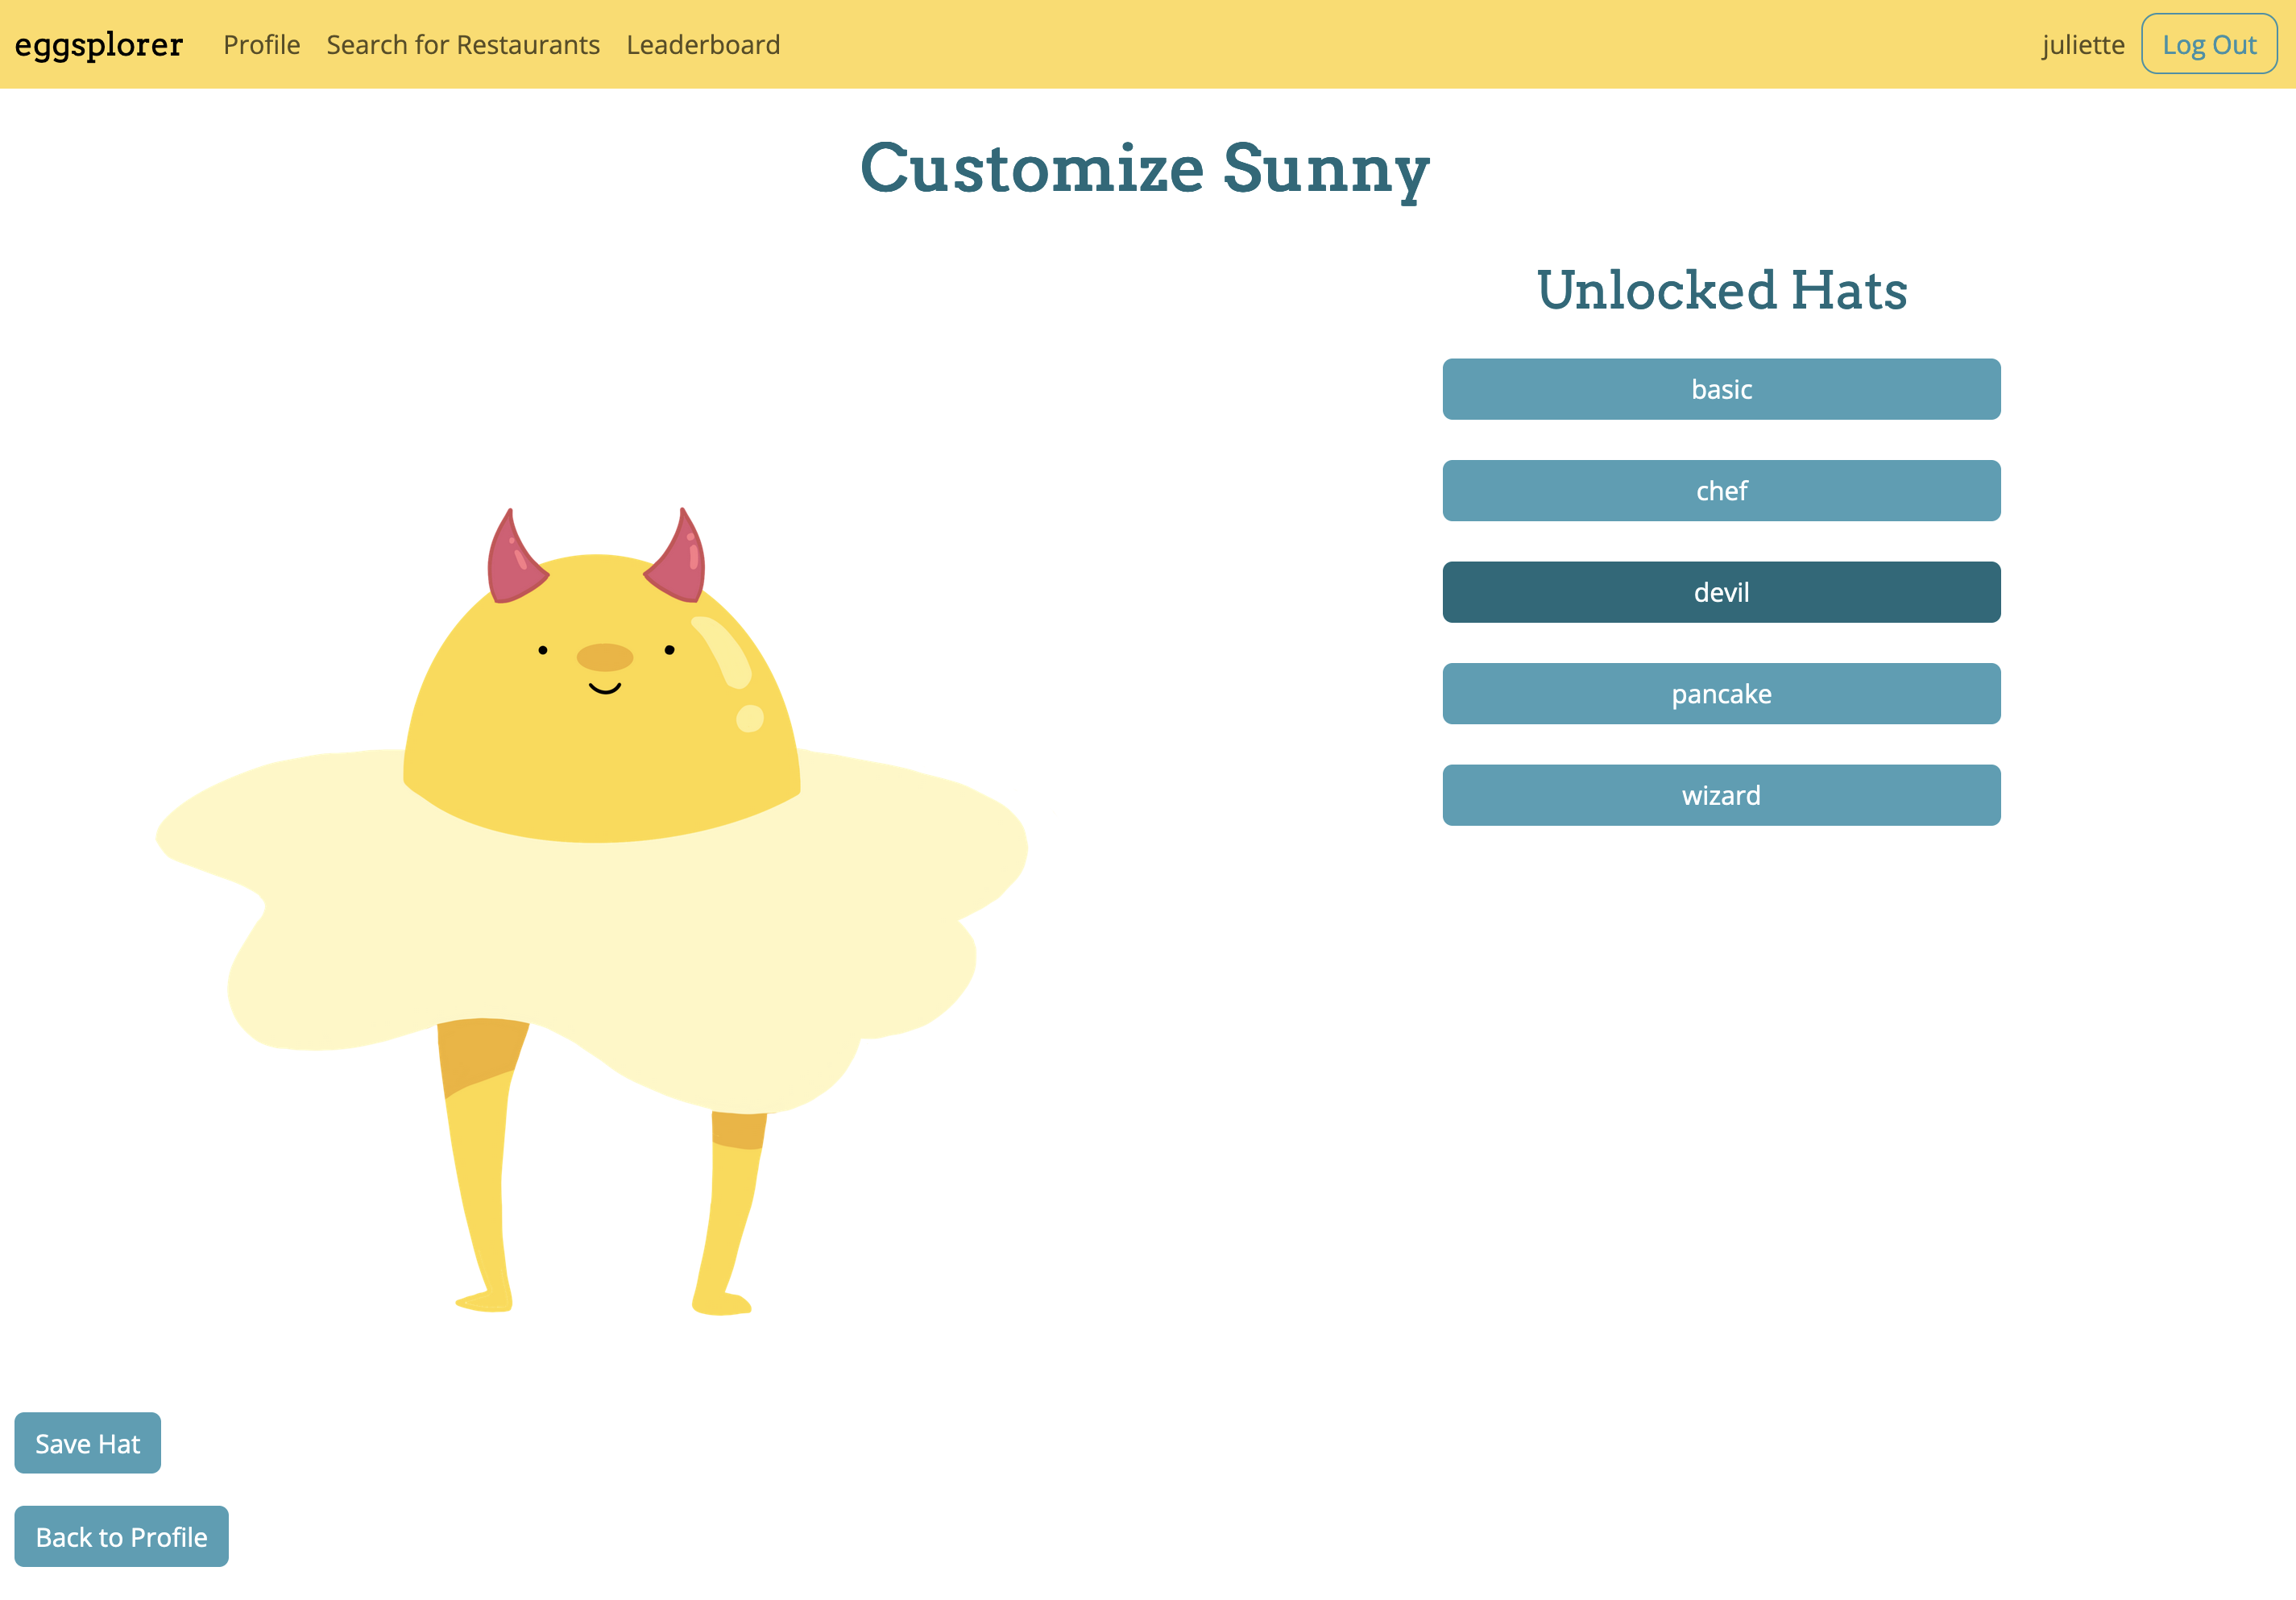 eggsplorer Profile Search for Restaurants Leaderboard juliette Log Out
Customize Sunny
Unlocked Hats
basic
chef
devil
pancake
wizard
Save Hat
Back to Profile